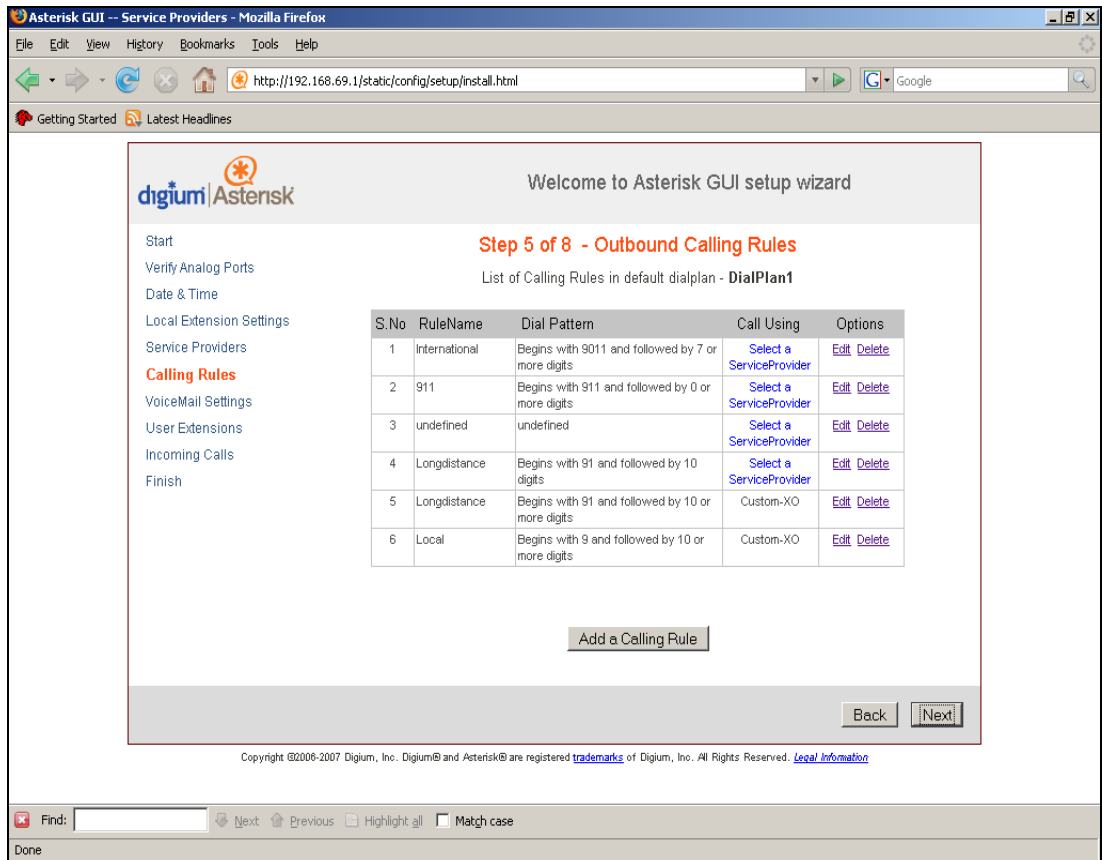 Asterisk GUI -- Service Providers - Mozilla Firefox
File Edit View History Bookmarks Tools Help
http://192.168.69.1/static/config/setup/install.html
G Google
Getting Started Latest Headlines
digium Asterisk
Welcome to Asterisk GUI setup wizard
Start
Verify Analog Ports
Date & Time
Local Extension Settings
Service Providers
Calling Rules
VoiceMail Settings
User Extensions
Incoming Calls
Finish
Step 5 of 8 - Outbound Calling Rules
List of Calling Rules in default dialplan - DialPlan1
S.No RuleName Dial Pattern Call Using Options
1 International Begins with 9011 and followed by 7 or more digits Select a ServiceProvider Edit Delete
2 911 Begins with 911 and followed by 0 or more digits Select a ServiceProvider Edit Delete
3 undefined undefined Select a ServiceProvider Edit Delete
4 Longdistance Begins with 91 and followed by 10 digits Select a ServiceProvider Edit Delete
5 Longdistance Begins with 91 and followed by 10 or more digits Custom-XO Edit Delete
6 Local Begins with 9 and followed by 10 or more digits Custom-XO Edit Delete
Add a Calling Rule
Back Next
Copyright ©2006-2007 Digium, Inc. Digium® and Asterisk® are registered trademarks of Digium, Inc. All Rights Reserved. Legal Information
Find: Next Previous Highlight all Match case
Done